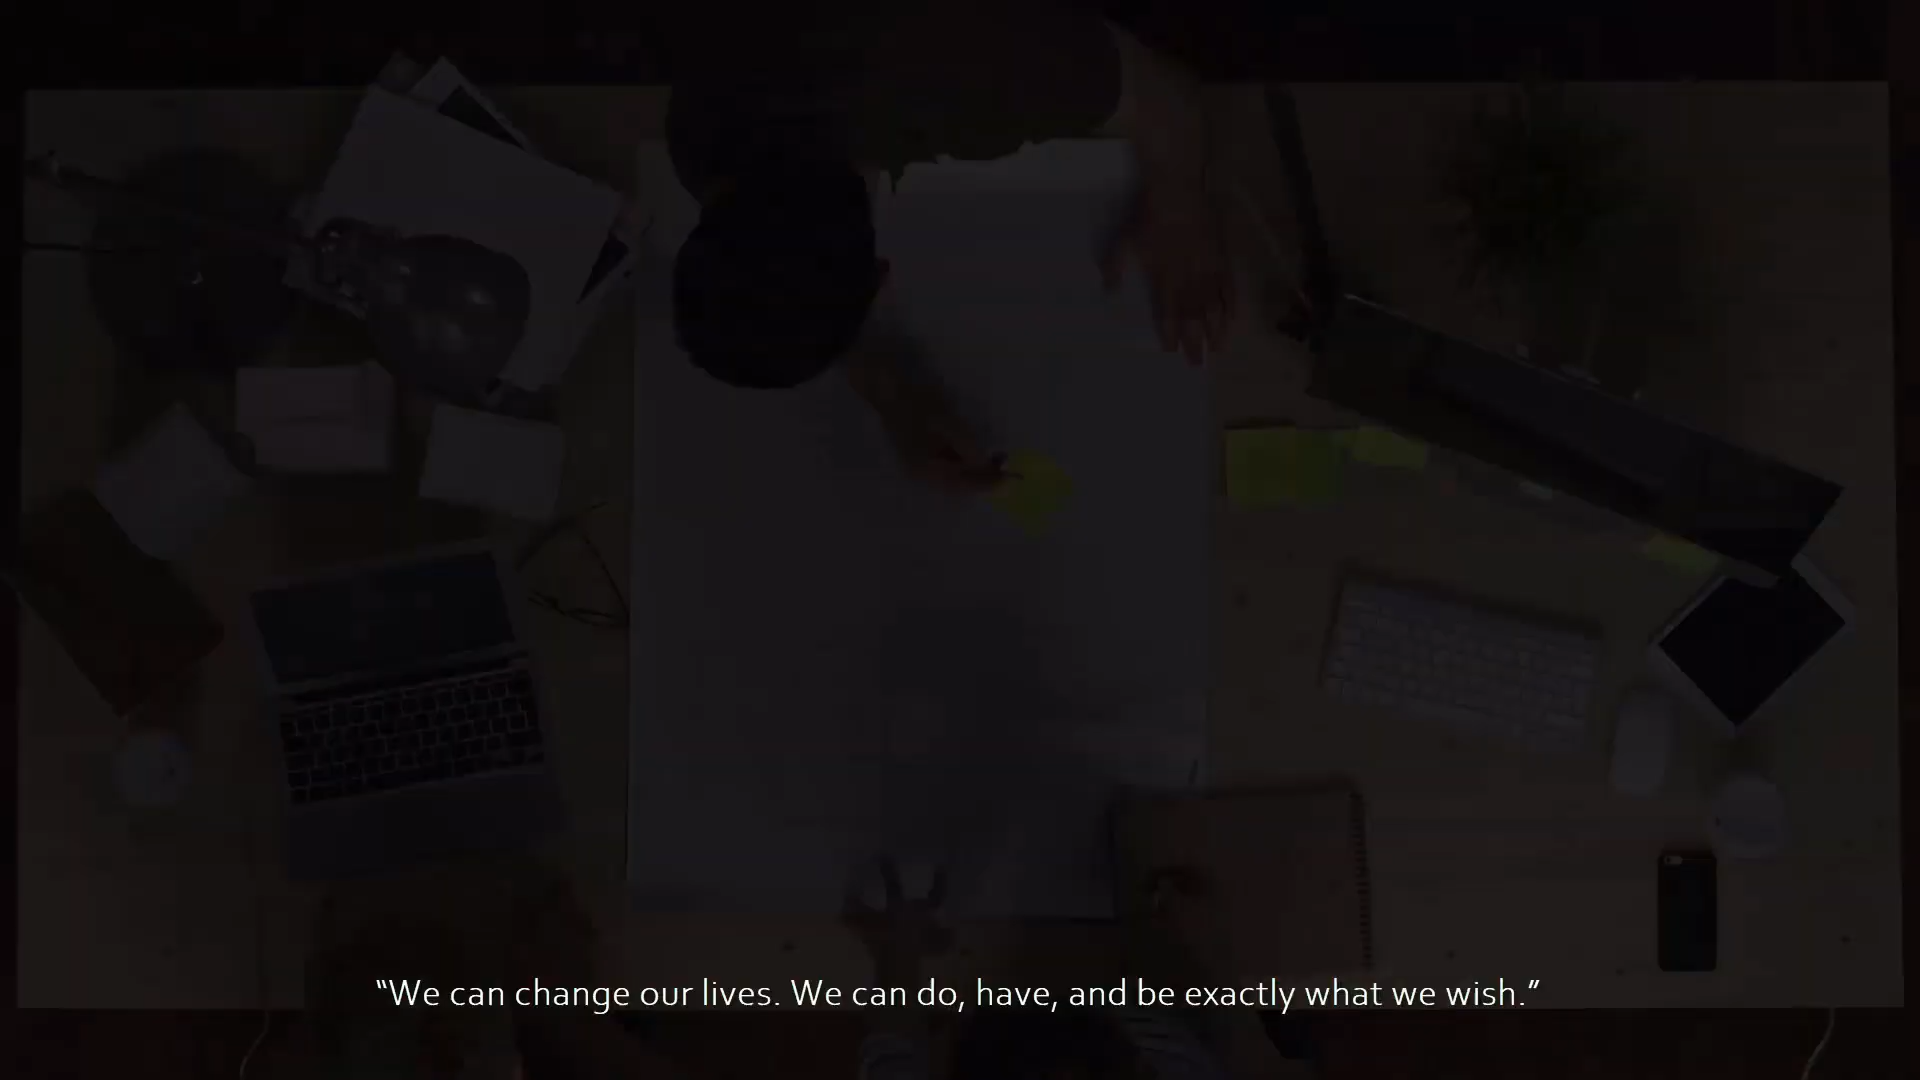 “We can change our lives. We can do, have, and be exactly what we wish.”